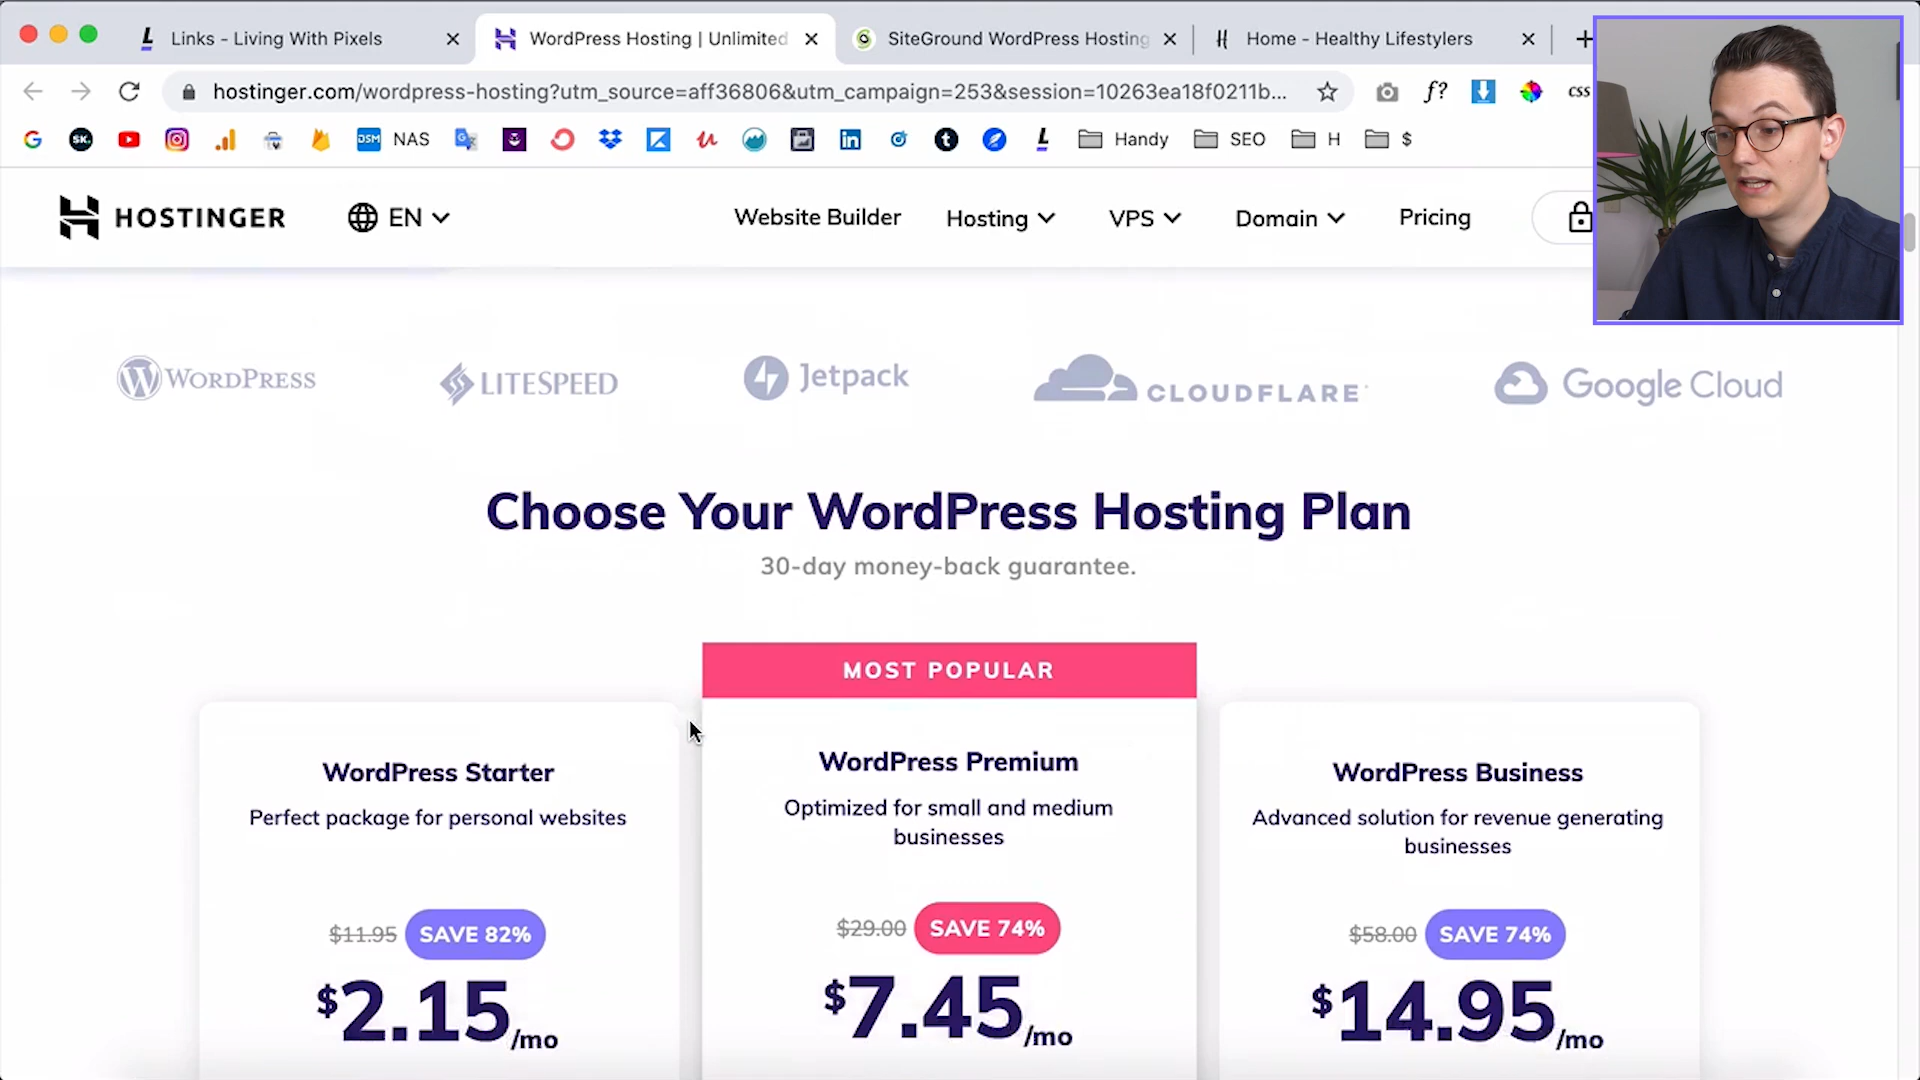 Links - Living With Pixels
WordPress Hosting | Unlimited
SiteGround WordPress Hosting
Home - Healthy Lifestylers
hostinger.com/wordpress-hosting?utm_source=aff36806&utm_campaign=253&session=10263ea18f0211b...
f?
css
SK.
DSM
NAS
Handy
SEO
H
$
HOSTINGER
EN
Website Builder
Hosting
VPS
Domain
Pricing
WORDPRESS
LITESPEED
Jetpack
CLOUDFLARE
Google Cloud
Choose Your WordPress Hosting Plan
30-day money-back guarantee.
MOST POPULAR
WordPress Starter
Perfect package for personal websites
$11.95 SAVE 82%
$2.15/mo
WordPress Premium
Optimized for small and medium
businesses
$29.00 SAVE 74%
$7.45/mo
WordPress Business
Advanced solution for revenue generating
businesses
$58.00 SAVE 74%
$14.95/mo